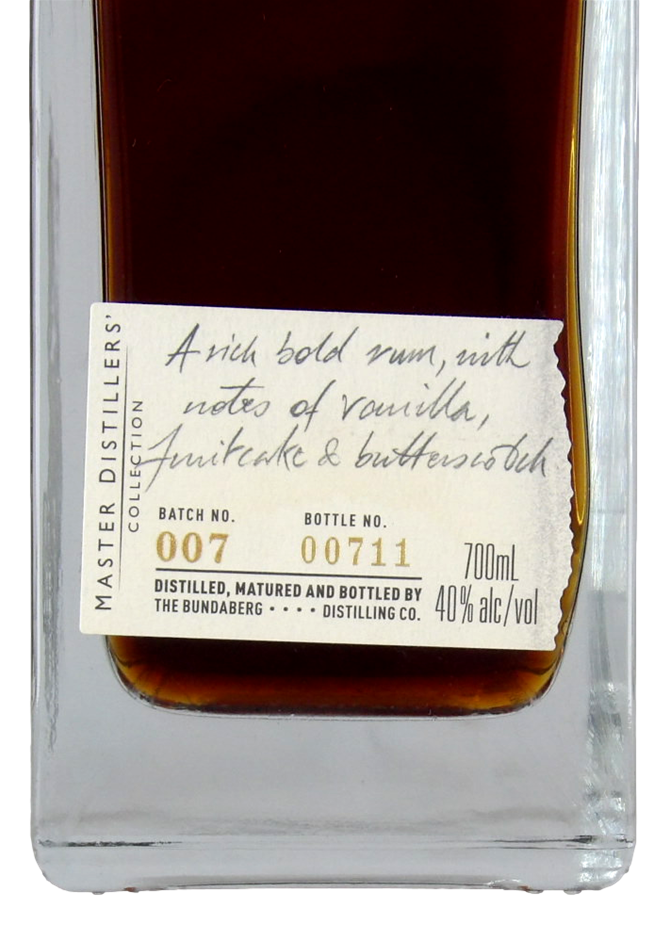 MASTER DISTILLERS'
COLLECTION
A rich bold rum, with
notes of vanilla,
fruitcake & butterscotch
BATCH NO. BOTTLE NO.
007 00711
DISTILLED, MATURED AND BOTTLED BY
THE BUNDABERG •••• DISTILLING CO.
700mL
40% alc/vol